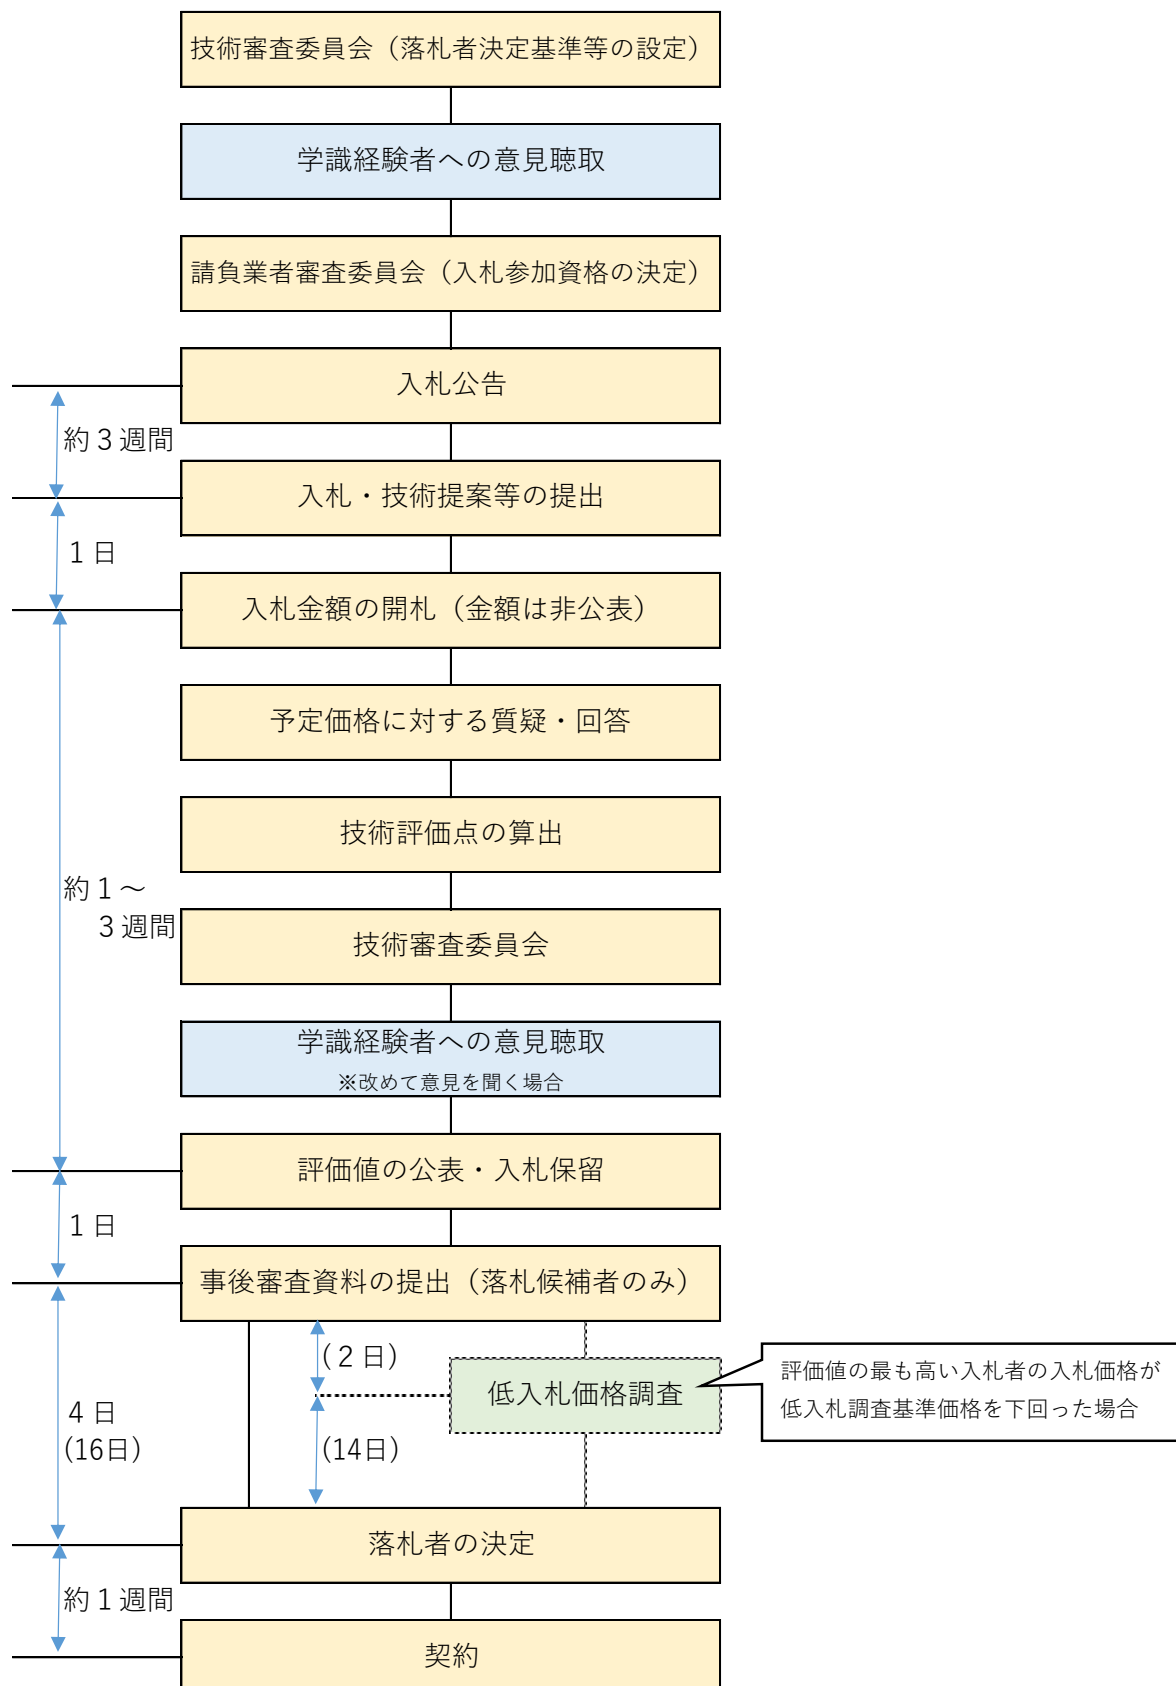 技術審査委員会（落札者決定基準等の設定）
学識経験者への意見聴取
請負業者審査委員会（入札参加資格の決定）
入札公告
約３週間
入札・技術提案等の提出
１日
入札金額の開札（金額は非公表）
予定価格に対する質疑・回答
技術評価点の算出
約１～
３週間
技術審査委員会
学識経験者への意見聴取
※改めて意見を聞く場合
評価値の公表・入札保留
１日
事後審査資料の提出（落札候補者のみ）
(２日)
低入札価格調査
評価値の最も高い入札者の入札価格が
低入札調査基準価格を下回った場合
４日
(16日)
(14日)
落札者の決定
約１週間
契約